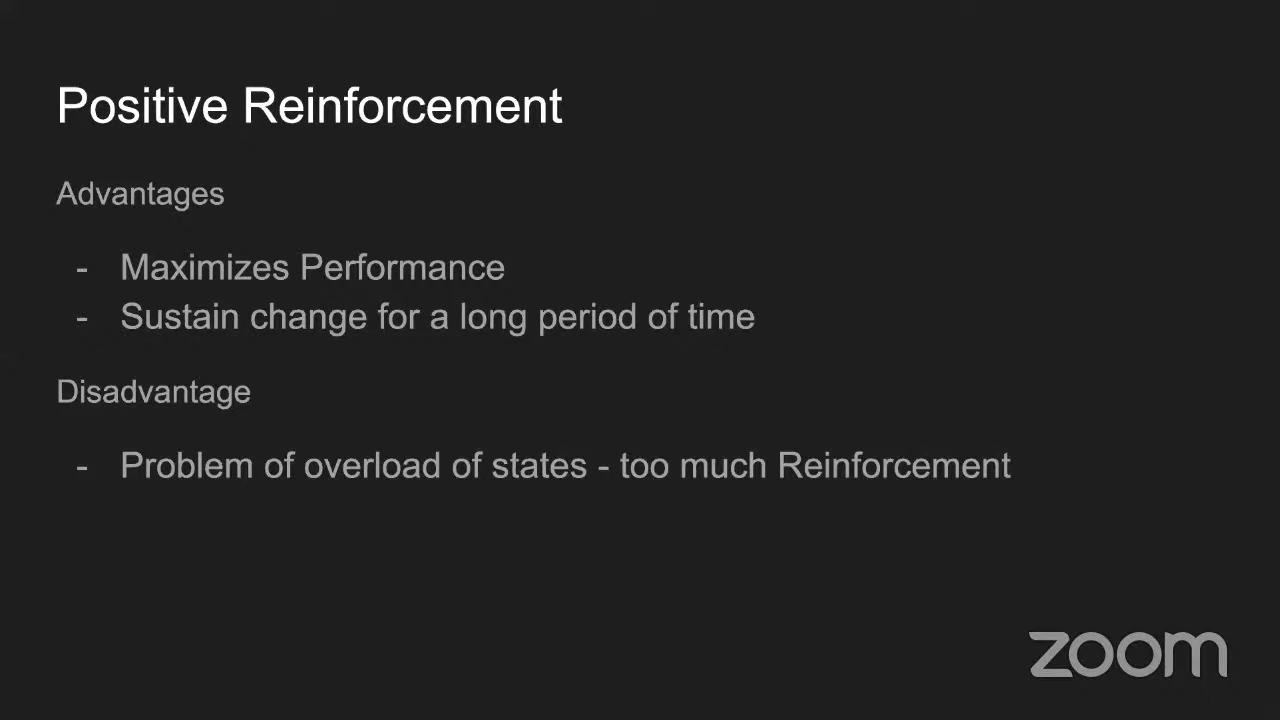 Positive Reinforcement
Advantages
- Maximizes Performance
- Sustain change for a long period of time
Disadvantage
- Problem of overload of states - too much Reinforcement
zoom